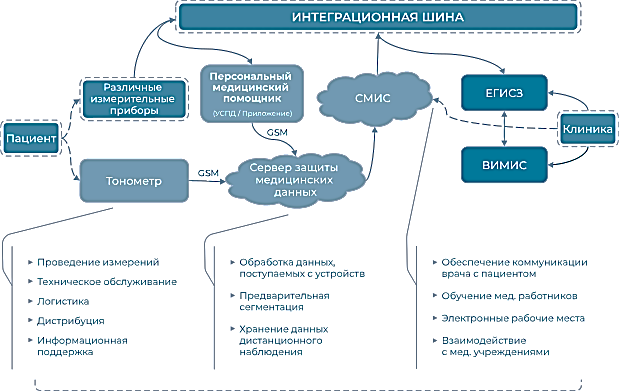 ИНТЕГРАЦИОННАЯ ШИНА
Различные
измерительные
приборы
Персональный
медицинский
помощник
(УСПД / Приложение)
СМИС
ЕГИСЗ
Пациент
GSM
Клиника
Тонометр
GSM
Сервер защиты
медицинских
данных
ВИМИС
Проведение измерений
Техническое обслуживание
Логистика
Дистрибуция
Информационная
поддержка
Обработка данных,
поступаемых с устройств
Предварительная
сегментация
Хранение данных
дистанционного
наблюдения
Обеспечение коммуникации
врача с пациентом
Обучение мед. работников
Электронные рабочие места
Взаимодействие
с мед. учреждениями